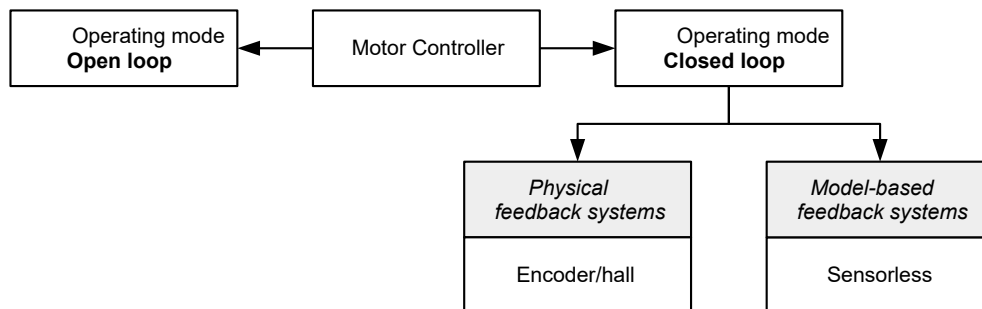 Operating mode
Open loop
Motor Controller
Operating mode
Closed loop
Physical
feedback systems
Model-based
feedback systems
Encoder/hall
Sensorless